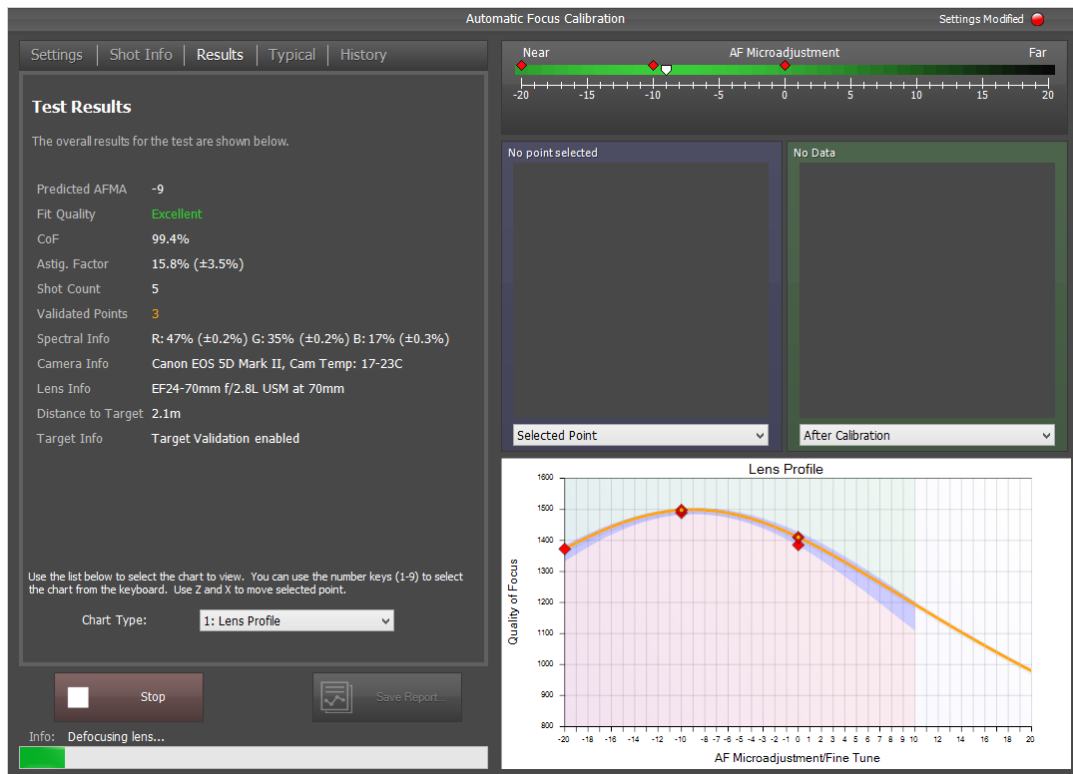 Automatic Focus Calibration
Settings Modified
Settings Shot Info Results Typical History
Test Results
The overall results for the test are shown below.
Predicted AFMA -9
Fit Quality Excellent
CoF 99.4%
Astig. Factor 15.8% (±3.5%)
Shot Count 5
Validated Points 3
Spectral Info R: 47% (±0.2%) G: 35% (±0.2%) B: 17% (±0.3%)
Camera Info Canon EOS 5D Mark II, Cam Temp: 17-23C
Lens Info EF24-70mm f/2.8L USM at 70mm
Distance to Target 2.1m
Target Info Target Validation enabled
Use the list below to select the chart to view. You can use the number keys (1-9) to select
the chart from the keyboard. Use Z and X to move selected point.
Chart Type: 1: Lens Profile
Stop
Save Report...
Info: Defocusing lens...
Near AF Microadjustment Far
-20 -15 -10 -5 0 5 10 15 20
No point selected
Selected Point
No Data
After Calibration
Lens Profile
Quality of Focus
1600
1500
1400
1300
1200
1100
1000
900
800
-20 -18 -16 -14 -12 -10 -8 -7 -6 -5 -4 -3 -2 -1 0 1 2 3 4 5 6 7 8 9 10 12 14 16 18 20
AF Microadjustment/Fine Tune